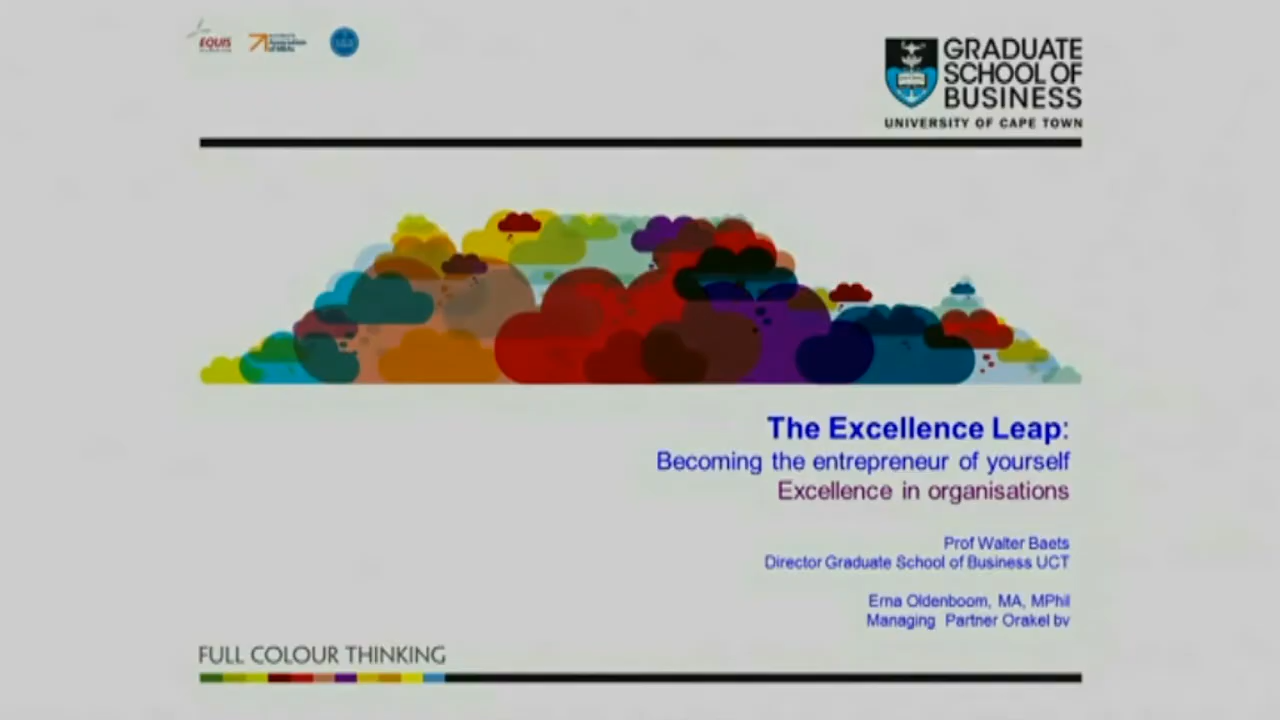 EQUIS
GRADUATE
SCHOOL OF
BUSINESS
UNIVERSITY OF CAPE TOWN
The Excellence Leap:
Becoming the entrepreneur of yourself
Excellence in organisations
Prof Walter Baets
Director Graduate School of Business UCT
Erna Oldenboom, MA, MPhil
Managing Partner Orakel bv
FULL COLOUR THINKING